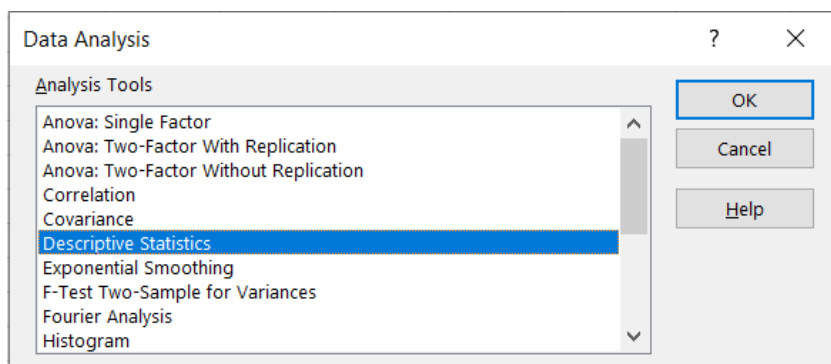 Data Analysis
?
Analysis Tools
Anova: Single Factor
Anova: Two-Factor With Replication
Anova: Two-Factor Without Replication
Correlation
Covariance
Descriptive Statistics
Exponential Smoothing
F-Test Two-Sample for Variances
Fourier Analysis
Histogram
OK
Cancel
Help